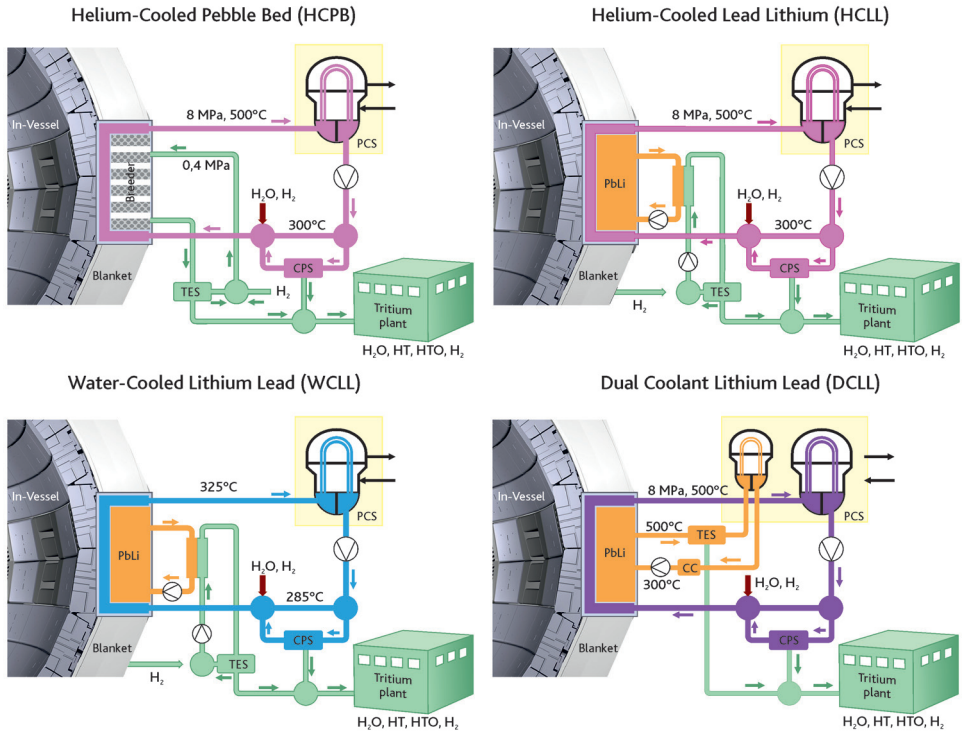 Helium-Cooled Pebble Bed (HCPB)
In-Vessel
8 MPa, 500°C
PCS
0,4 MPa
Breeder
H₂O, H₂
300°C
Blanket
CPS
TES
H₂
Tritium
plant
H₂O, HT, HTO, H₂
Helium-Cooled Lead Lithium (HCLL)
In-Vessel
8 MPa, 500°C
PCS
PbLi
H₂O, H₂
300°C
Blanket
CPS
TES
H₂
Tritium
plant
H₂O, HT, HTO, H₂
Water-Cooled Lithium Lead (WCLL)
In-Vessel
325°C
PCS
PbLi
H₂O, H₂
285°C
Blanket
CPS
TES
H₂
Tritium
plant
H₂O, HT, HTO, H₂
Dual Coolant Lithium Lead (DCLL)
In-Vessel
8 MPa, 500°C
PCS
500°C
TES
PbLi
CC
300°C
H₂O, H₂
Blanket
CPS
Tritium
plant
H₂O, HT, HTO, H₂